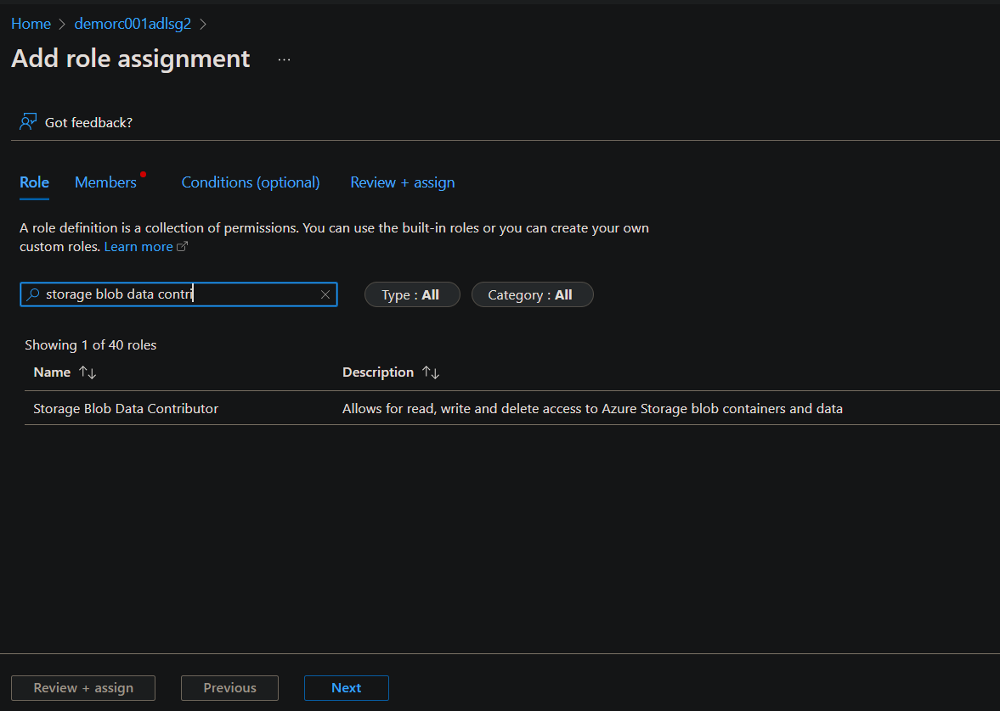 Home > demorc001adlsg2 >
Add role assignment ...
Got feedback?
Role Members Conditions (optional) Review + assign
A role definition is a collection of permissions. You can use the built-in roles or you can create your own
custom roles. Learn more
storage blob data contri Type : All Category : All
Showing 1 of 40 roles
Name ↑↓ Description ↑↓
Storage Blob Data Contributor Allows for read, write and delete access to Azure Storage blob containers and data
Review + assign Previous Next